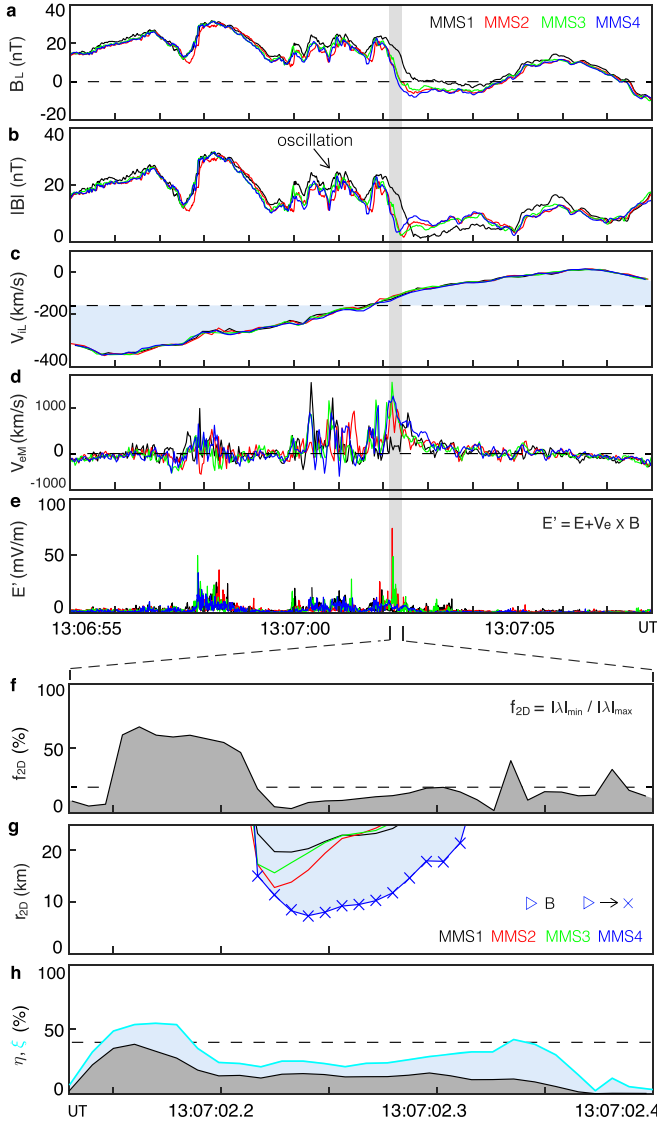 a
40
20
0
-20
B_L (nT)
MMS1 MMS2 MMS3 MMS4
b
40
20
0
|B| (nT)
oscillation
c
0
-200
-400
V_iL (km/s)
d
1000
0
-1000
V_eM (km/s)
e
100
50
0
E' (mV/m)
E' = E+V_e x B
13:06:55 13:07:00 13:07:05 UT
f
100
50
0
f_2D (%)
f_2D = |λ|_min / |λ|_max
g
20
10
0
r_2D (km)
▷ B ▷→×
MMS1 MMS2 MMS3 MMS4
h
100
50
0
η, ξ (%)
UT 13:07:02.2 13:07:02.3 13:07:02.4